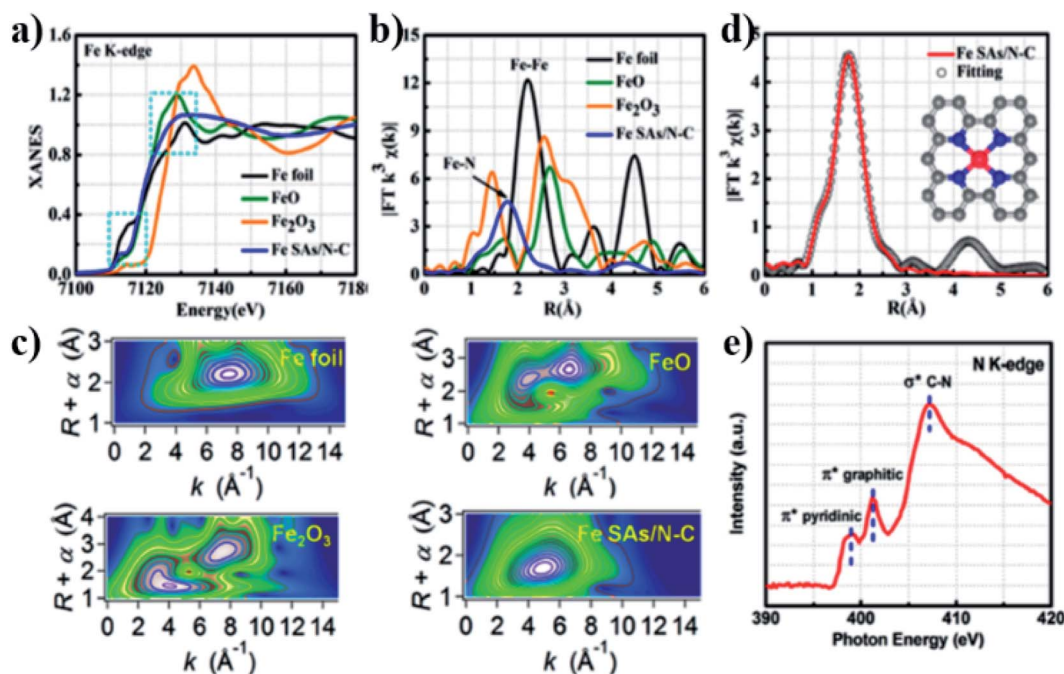 a)
Fe K-edge
XANES
1.6
1.2
0.8
0.4
0.0
Fe foil
FeO
Fe₂O₃
Fe SAs/N-C
7100 7120 7140 7160 7180
Energy(eV)
b)
|FT k³ χ(k)|
15
12
9
6
3
0
Fe-Fe
Fe-N
Fe foil
FeO
Fe₂O₃
Fe SAs/N-C
0 1 2 3 4 5 6
R(Å)
d)
|FT k³ χ(k)|
5
4
3
2
1
0
Fe SAs/N-C
Fitting
0 1 2 3 4 5 6
R(Å)
c)
R + α (Å)
3
2
1
Fe foil
0 2 4 6 8 10 12 14
k (Å⁻¹)
R + α (Å)
3
2
1
FeO
0 2 4 6 8 10 12 14
k (Å⁻¹)
R + α (Å)
4
3
2
1
Fe₂O₃
0 2 4 6 8 10 12 14
k (Å⁻¹)
R + α (Å)
3
2
1
Fe SAs/N-C
0 2 4 6 8 10 12 14
k (Å⁻¹)
e)
N K-edge
σ* C-N
π* graphitic
π* pyridinic
Intensity (a.u.)
390 400 410 420
Photon Energy (eV)